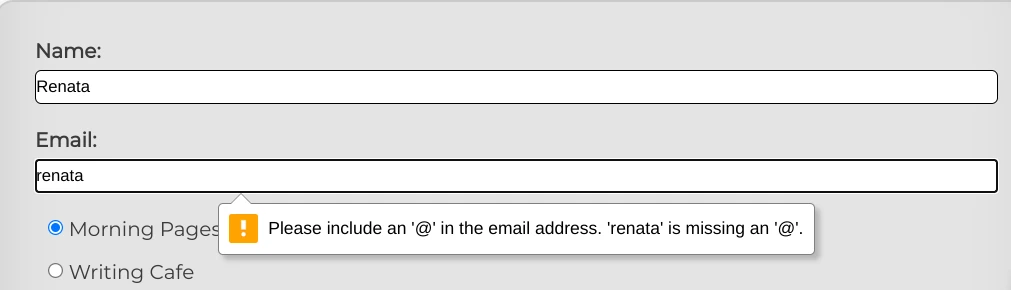 Name:
Renata
Email:
renata
Please include an '@' in the email address. 'renata' is missing an '@'.
Morning Pages
Writing Cafe